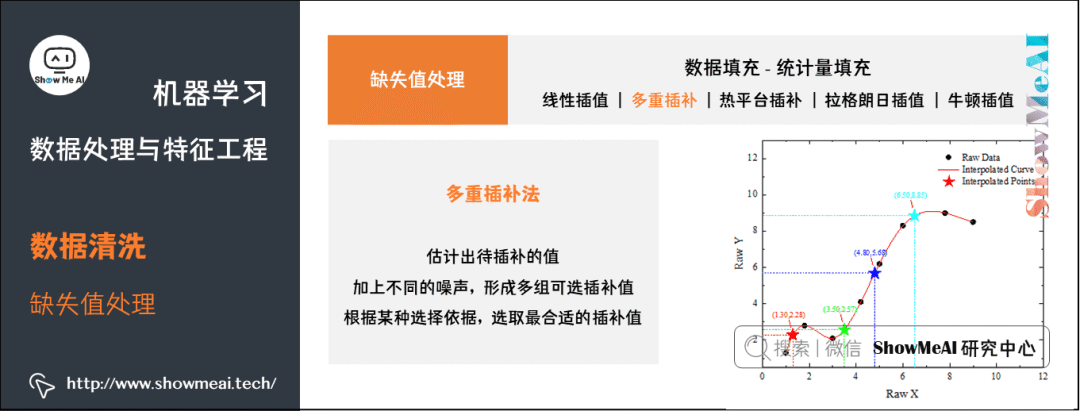 Show Me AI
机器学习
数据处理与特征工程
数据清洗
缺失值处理
http://www.showmeai.tech/
缺失值处理
数据填充 - 统计量填充
线性插值 | 多重插补 | 热平台插补 | 拉格朗日插值 | 牛顿插值
ShowMeAI
多重插补法
估计出待插补的值
加上不同的噪声，形成多组可选插补值
根据某种选择依据，选取最合适的插补值
Raw Data
Interpolated Curve
Interpolated Points
(6.50,8.85)
(4.80,5.68)
(3.50,2.57)
(1.30,2.28)
Raw Y
12
10
8
6
4
2
0
0 2 4 6 8 10 12
Raw X
搜索 | 微信 ShowMeAI 研究中心